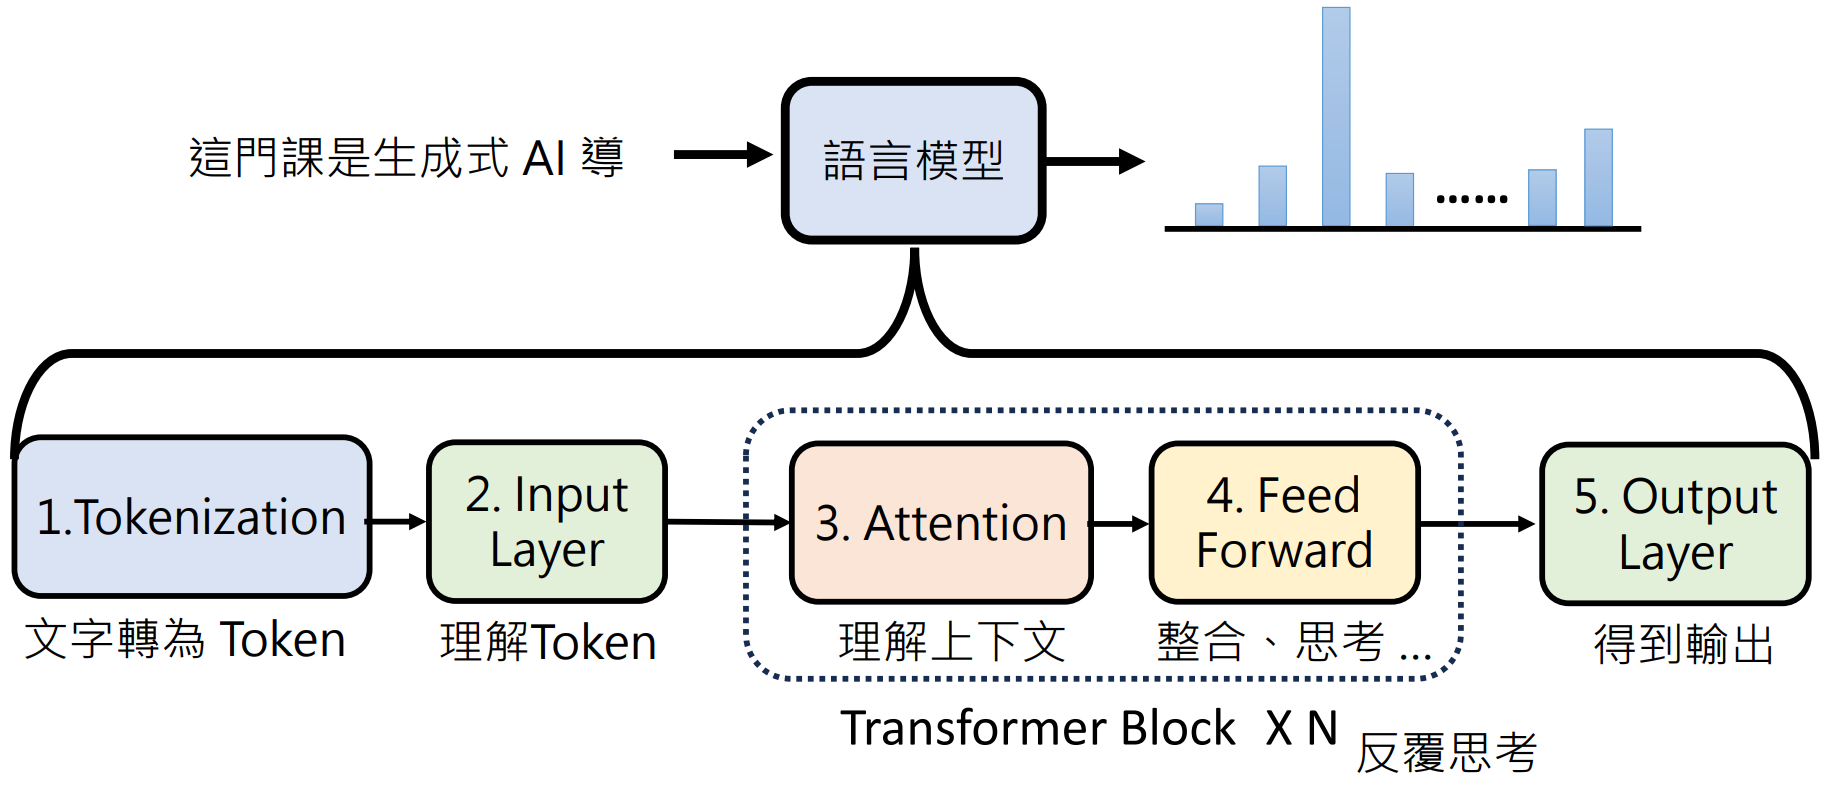 這門課是生成式 AI 導
語言模型
......
1.Tokenization
2. Input
Layer
3. Attention
4. Feed
Forward
5. Output
Layer
文字轉為 Token
理解Token
理解上下文
整合、思考 ...
得到輸出
Transformer Block X N
反覆思考